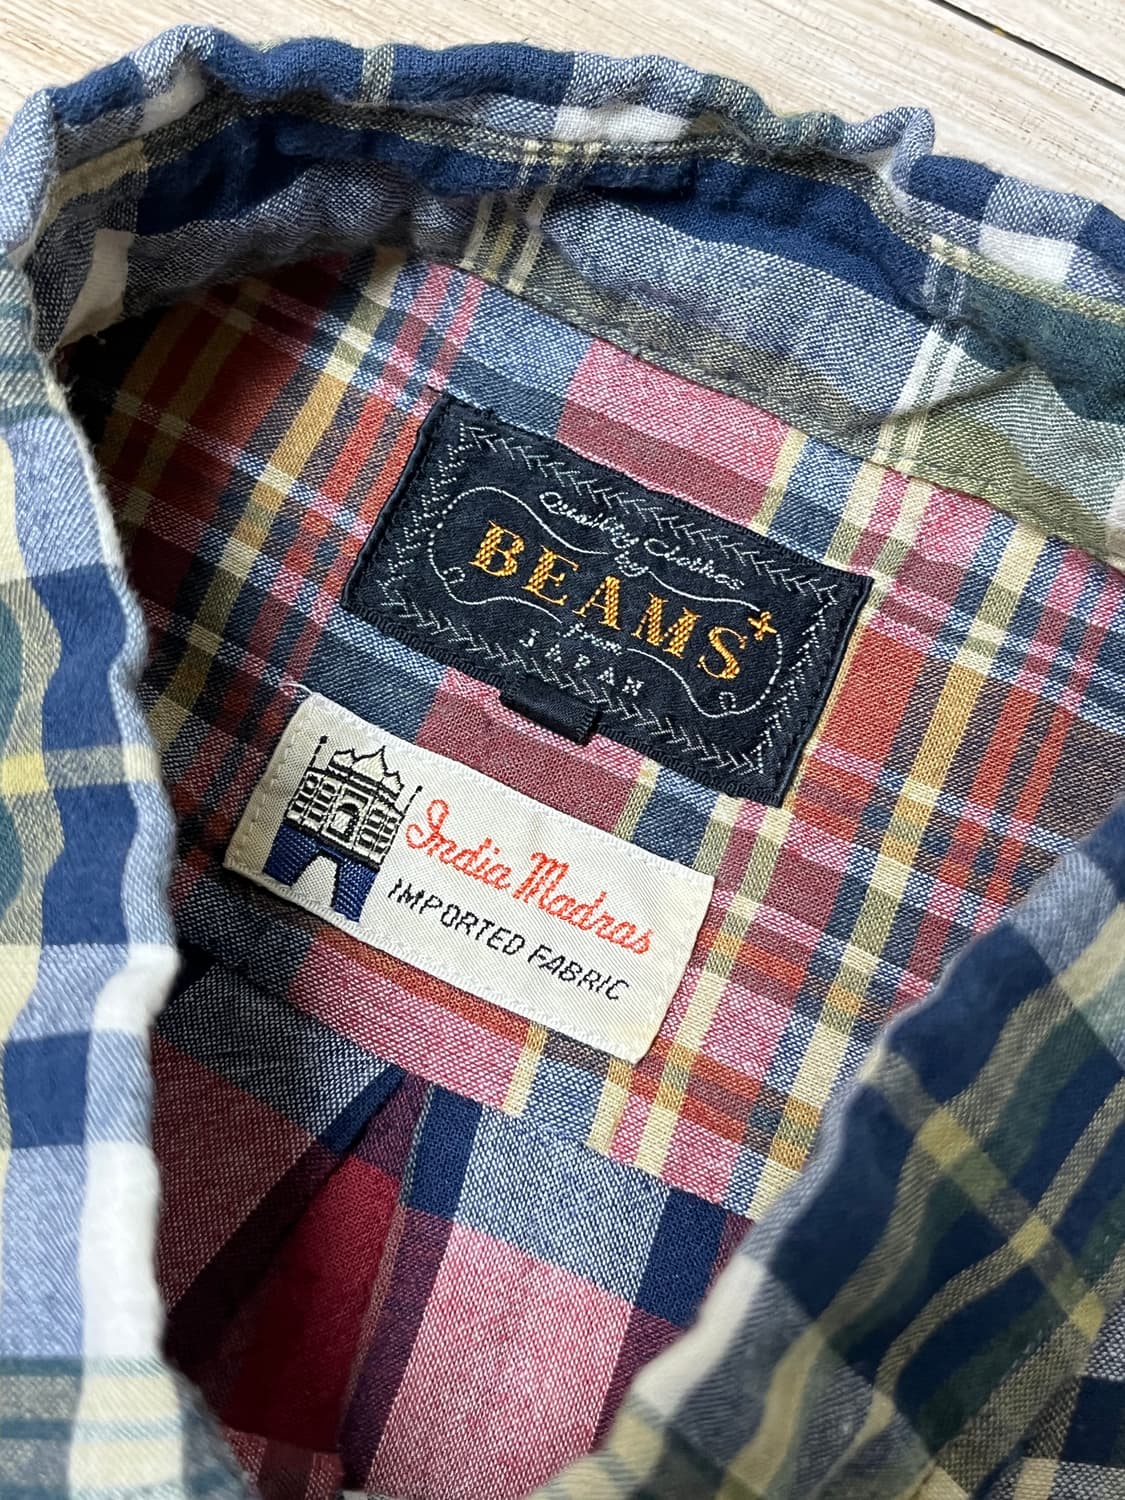 Quality Clothes
by
BEAMS+
from
JAPAN
India Madras
IMPORTED FABRIC